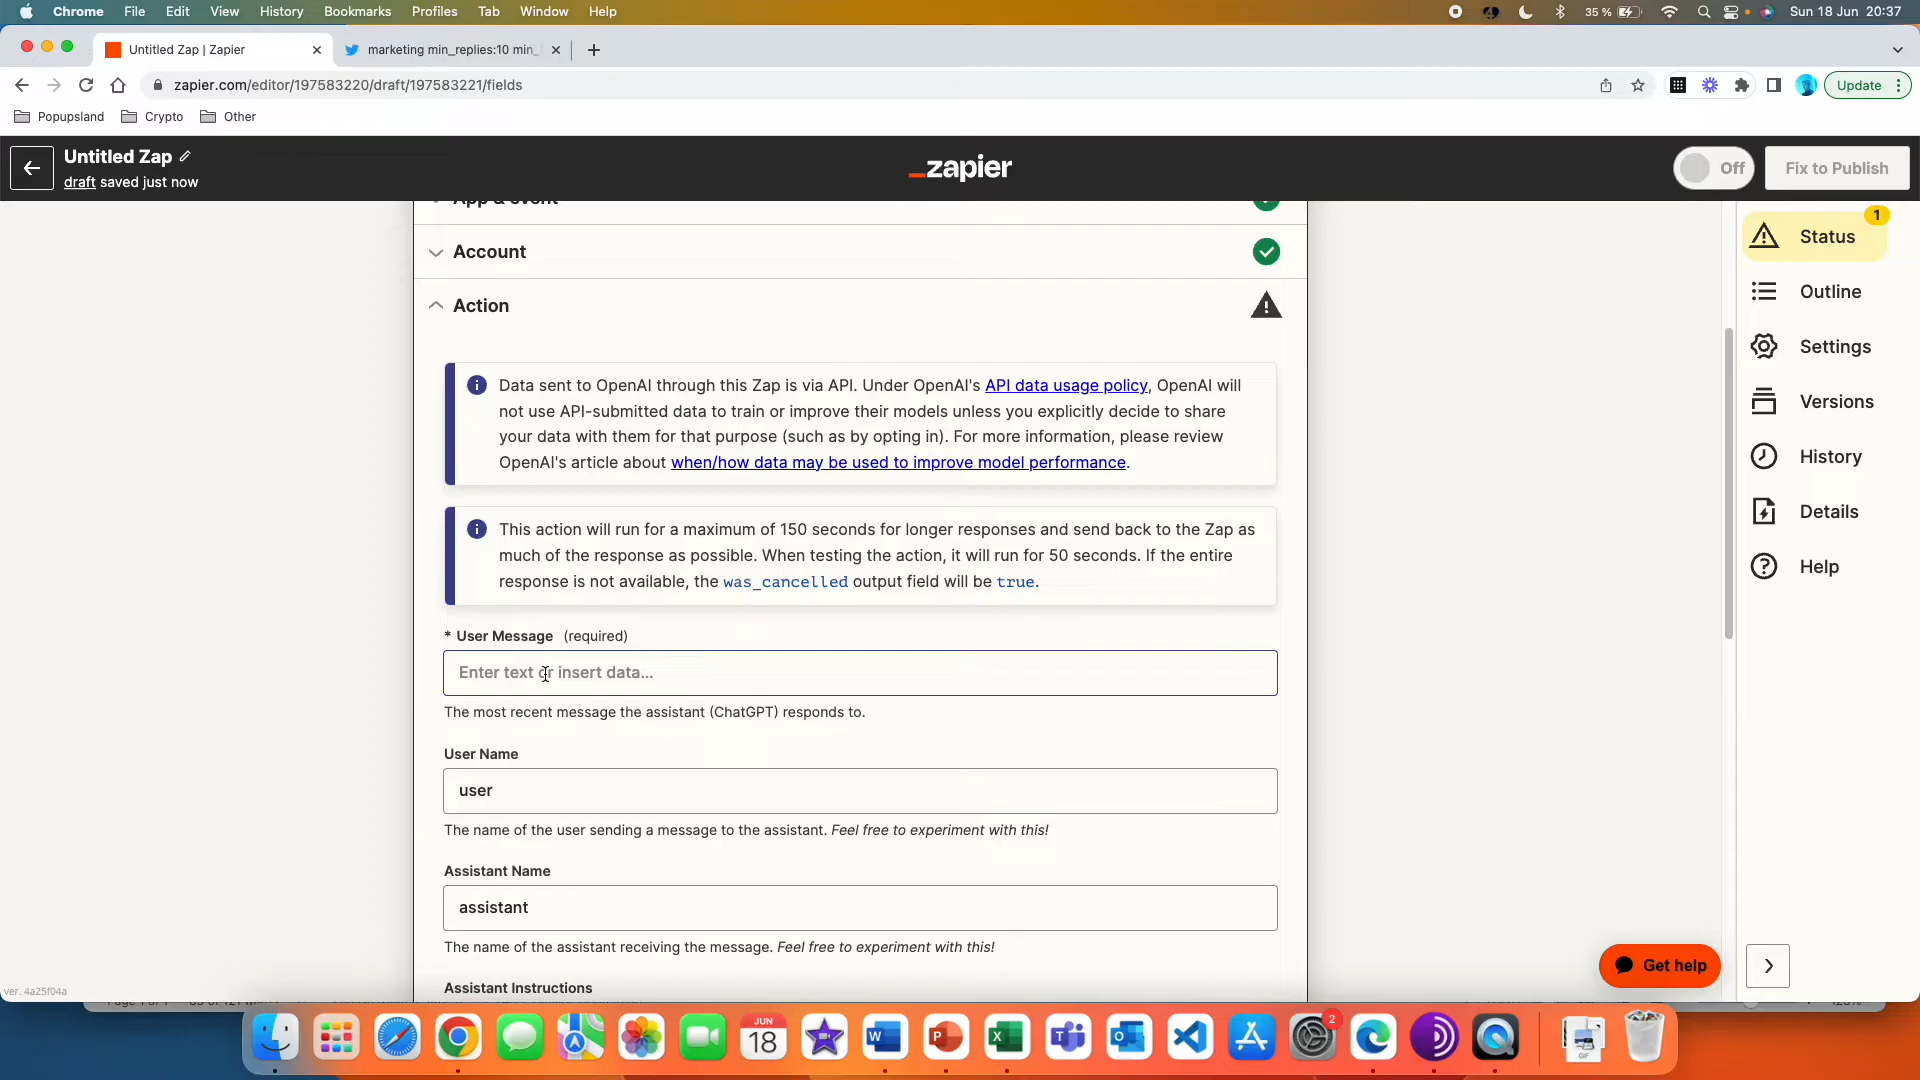 Chrome File Edit View History Bookmarks Profiles Tab Window Help 35 % Sun 18 Jun 20:37
Untitled Zap | Zapier
marketing min_replies:10 min_
zapier.com/editor/197583220/draft/197583221/fields
Update
Popupsland Crypto Other
Untitled Zap
draft saved just now
_zapier
Off
Fix to Publish
App & event
Account
Action
Data sent to OpenAI through this Zap is via API. Under OpenAI's API data usage policy, OpenAI will
not use API-submitted data to train or improve their models unless you explicitly decide to share
your data with them for that purpose (such as by opting in). For more information, please review
OpenAI's article about when/how data may be used to improve model performance.
This action will run for a maximum of 150 seconds for longer responses and send back to the Zap as
much of the response as possible. When testing the action, it will run for 50 seconds. If the entire
response is not available, the was_cancelled output field will be true.
* User Message (required)
Enter text or insert data...
The most recent message the assistant (ChatGPT) responds to.
User Name
user
The name of the user sending a message to the assistant. Feel free to experiment with this!
Assistant Name
assistant
The name of the assistant receiving the message. Feel free to experiment with this!
Assistant Instructions
1
Status
Outline
Settings
Versions
History
Details
Help
Get help
ver. 4a25f04a
JUN
18
2
GIF